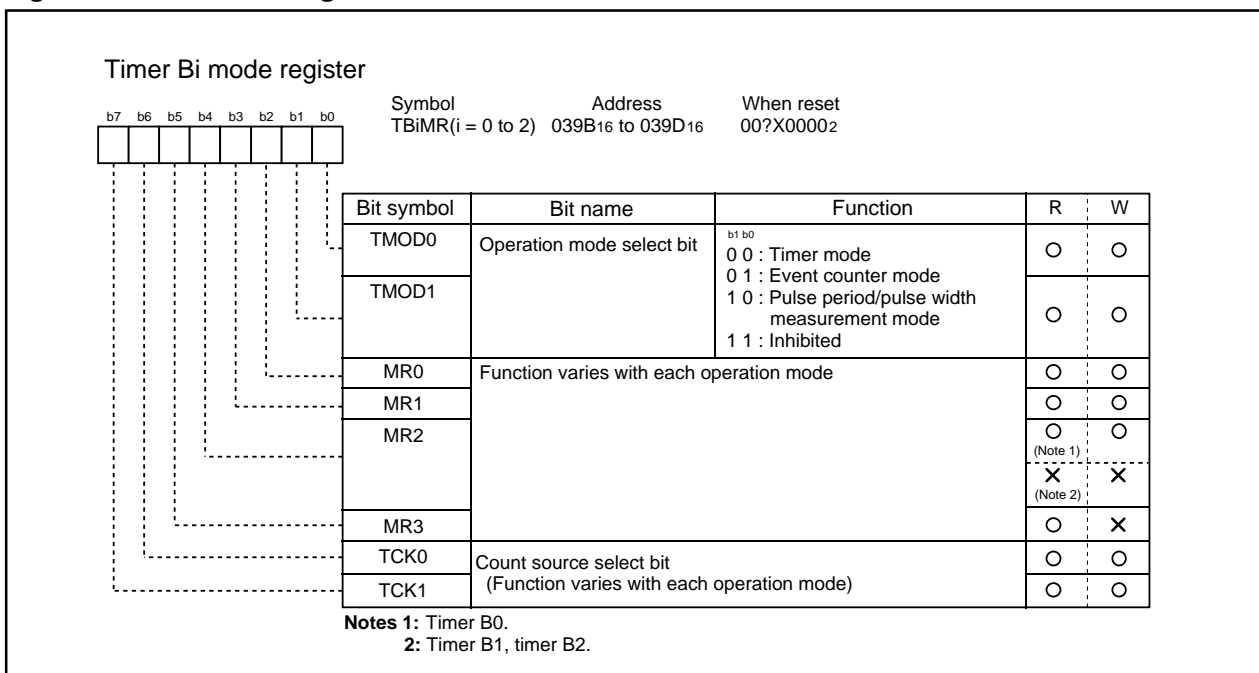 Timer Bi mode register
Symbol Address When reset
b7 b6 b5 b4 b3 b2 b1 b0
TBiMR(i = 0 to 2) 039B16 to 039D16 00?X00002
Bit symbol Bit name Function R W
TMOD0 Operation mode select bit
b1 b0
0 0 : Timer mode
0 1 : Event counter mode
TMOD1
1 0 : Pulse period/pulse width
measurement mode
1 1 : Inhibited
MR0 Function varies with each operation mode
MR1
MR2
(Note 1)
(Note 2)
MR3
TCK0 Count source select bit
(Function varies with each operation mode)
TCK1
Notes 1: Timer B0.
2: Timer B1, timer B2.